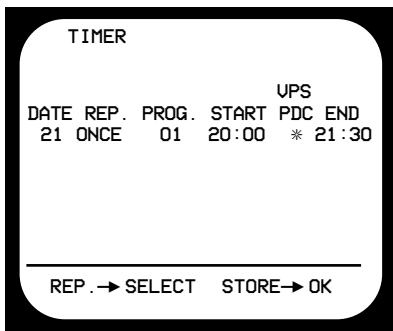 TIMER
VPS
DATE REP. PROG. START PDC END
21 ONCE 01 20:00 * 21:30
REP.→SELECT STORE→OK